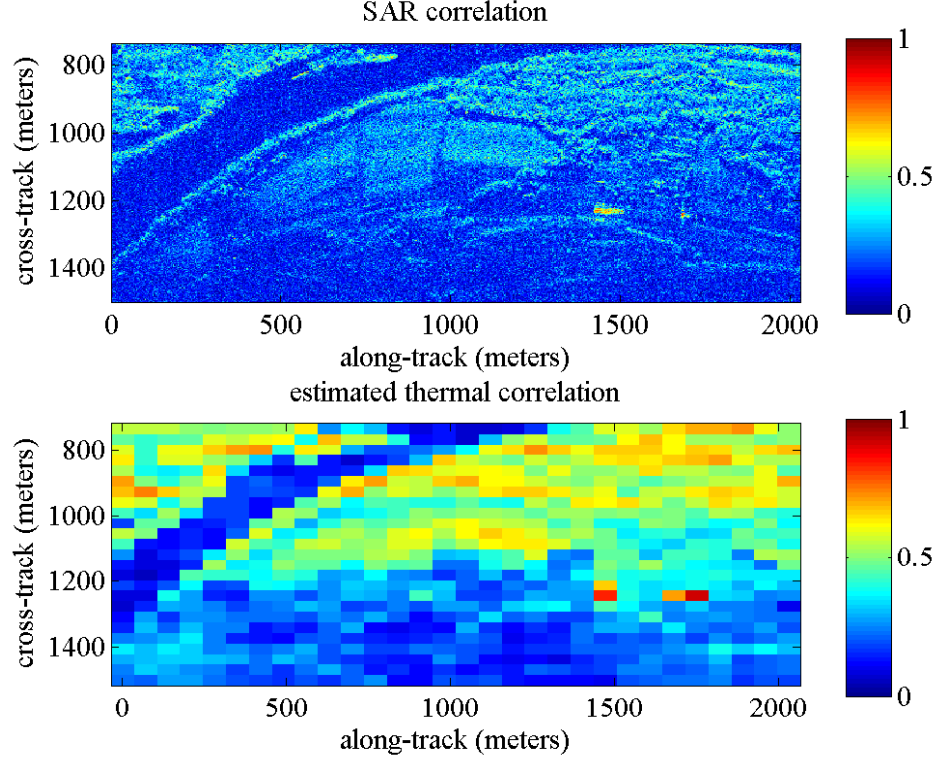 SAR correlation
cross-track (meters)
800
1000
1200
1400
0 500 1000 1500 2000
along-track (meters)
1
0.5
0
estimated thermal correlation
cross-track (meters)
800
1000
1200
1400
0 500 1000 1500 2000
along-track (meters)
1
0.5
0